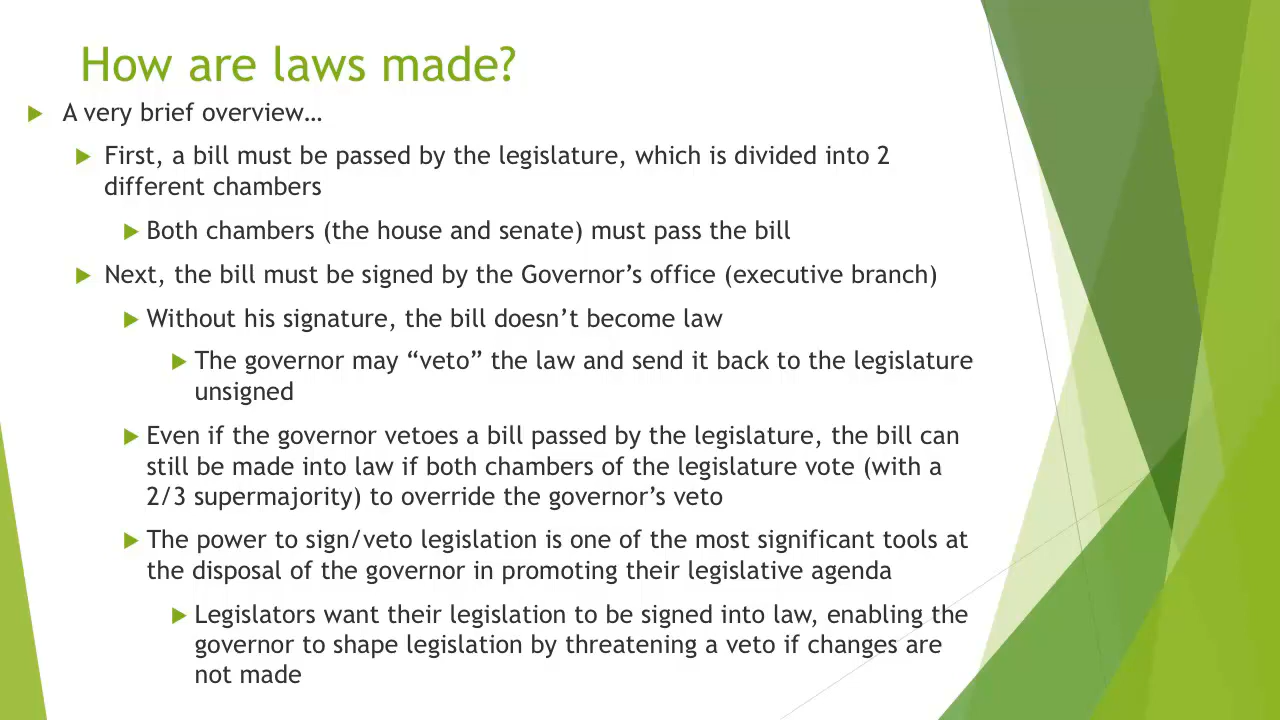 How are laws made?
A very brief overview…
First, a bill must be passed by the legislature, which is divided into 2
different chambers
Both chambers (the house and senate) must pass the bill
Next, the bill must be signed by the Governor’s office (executive branch)
Without his signature, the bill doesn’t become law
The governor may “veto” the law and send it back to the legislature
unsigned
Even if the governor vetoes a bill passed by the legislature, the bill can
still be made into law if both chambers of the legislature vote (with a
2/3 supermajority) to override the governor’s veto
The power to sign/veto legislation is one of the most significant tools at
the disposal of the governor in promoting their legislative agenda
Legislators want their legislation to be signed into law, enabling the
governor to shape legislation by threatening a veto if changes are
not made